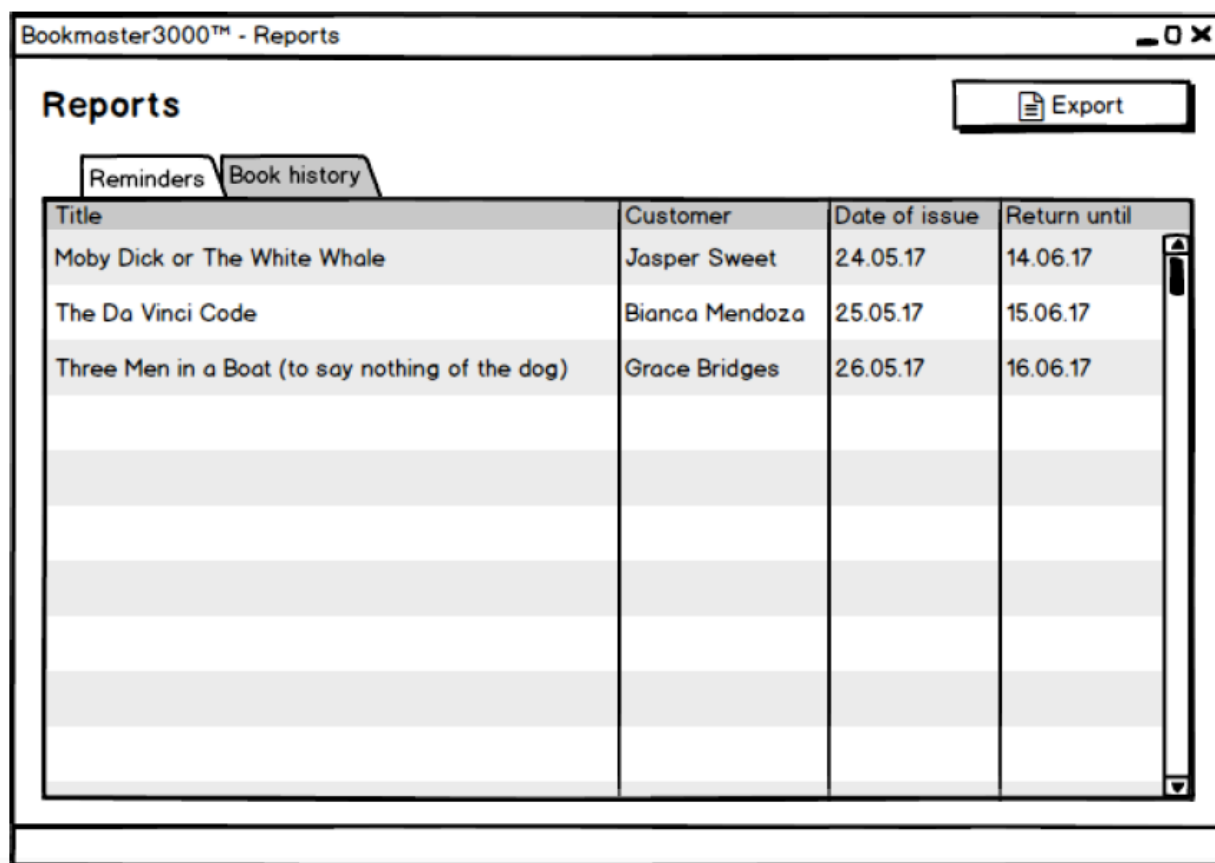 Bookmaster3000™ - Reports
Reports
Export
Reminders Book history
Title Customer Date of issue Return until
Moby Dick or The White Whale Jasper Sweet 24.05.17 14.06.17
The Da Vinci Code Bianca Mendoza 25.05.17 15.06.17
Three Men in a Boat (to say nothing of the dog) Grace Bridges 26.05.17 16.06.17